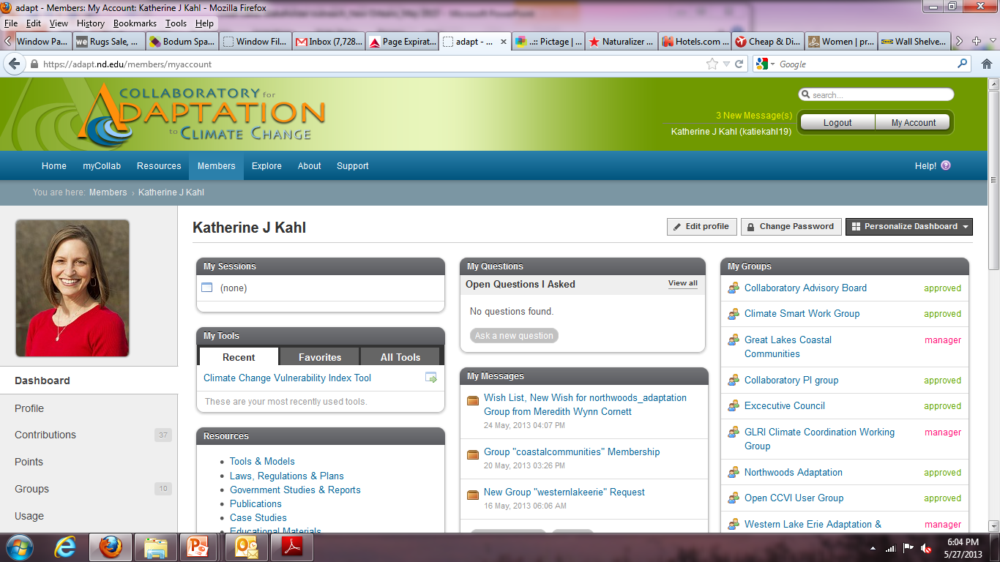 adapt - Members: My Account: Katherine J Kahl - Mozilla Firefox
File Edit View History Bookmarks Tools Help
Window Pa... Rugs Sale, ... Bodum Spa... Window Fil... Inbox (7,728... Page Expirat... adapt - ... ..:: Pictage | ... Naturalizer ... Hotels.com ... Cheap & Di... Women | pr... Wall Shelve...
https://adapt.nd.edu/members/myaccount
Google
COLLABORATORY for
ADAPTATION
to CLIMATE CHANGE
search...
3 New Message(s)
Katherine J Kahl (katiekahl19)
Logout My Account
Home myCollab Resources Members Explore About Support Help!
You are here: Members › Katherine J Kahl
Katherine J Kahl
Edit profile Change Password Personalize Dashboard
Dashboard
Profile
Contributions 37
Points
Groups 10
Usage
My Sessions
(none)
My Tools
Recent Favorites All Tools
Climate Change Vulnerability Index Tool
These are your most recently used tools.
Resources
Tools & Models
Laws, Regulations & Plans
Government Studies & Reports
Publications
Case Studies
Educational Materials
My Questions
Open Questions I Asked View all
No questions found.
Ask a new question
My Messages
Wish List, New Wish for northwoods_adaptation
Group from Meredith Wynn Cornett
24 May, 2013 04:07 PM
Group "coastalcommunities" Membership
20 May, 2013 03:26 PM
New Group "westernlakeerie" Request
16 May, 2013 06:06 AM
My Groups
Collaboratory Advisory Board approved
Climate Smart Work Group approved
Great Lakes Coastal manager
Communities
Collaboratory PI group approved
Excecutive Council approved
GLRI Climate Coordination Working manager
Group
Northwoods Adaptation approved
Open CCVI User Group approved
Western Lake Erie Adaptation & manager
6:04 PM
5/27/2013